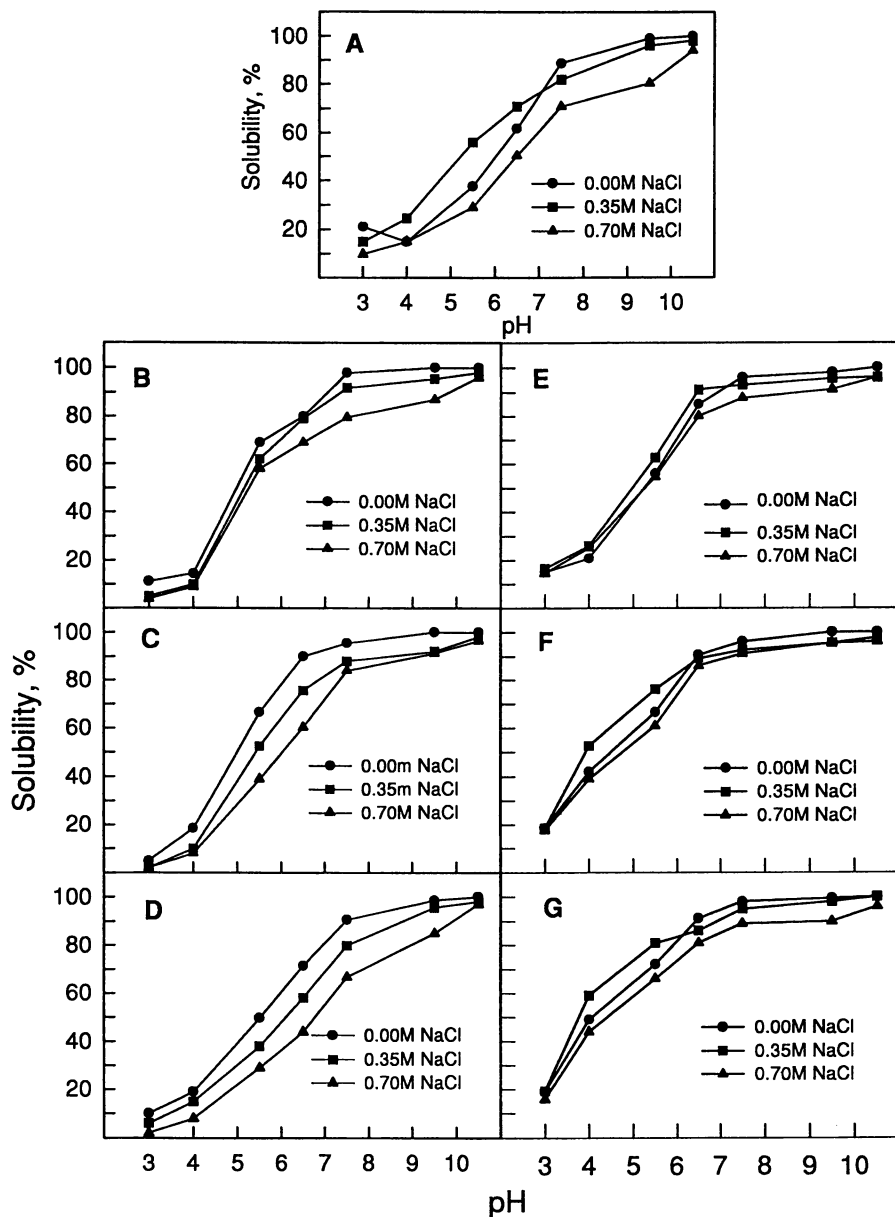 A
100
80
60
40
20
Solubility, %
0.00M NaCl
0.35M NaCl
0.70M NaCl
3 4 5 6 7 8 9 10
pH
B
100
80
60
40
20
0.00M NaCl
0.35M NaCl
0.70M NaCl
E
0.00M NaCl
0.35M NaCl
0.70M NaCl
C
100
80
60
40
20
0.00m NaCl
0.35m NaCl
0.70M NaCl
F
0.00M NaCl
0.35M NaCl
0.70M NaCl
Solubility, %
D
100
80
60
40
20
0.00M NaCl
0.35M NaCl
0.70M NaCl
3 4 5 6 7 8 9 10
G
0.00M NaCl
0.35M NaCl
0.70M NaCl
3 4 5 6 7 8 9 10
pH